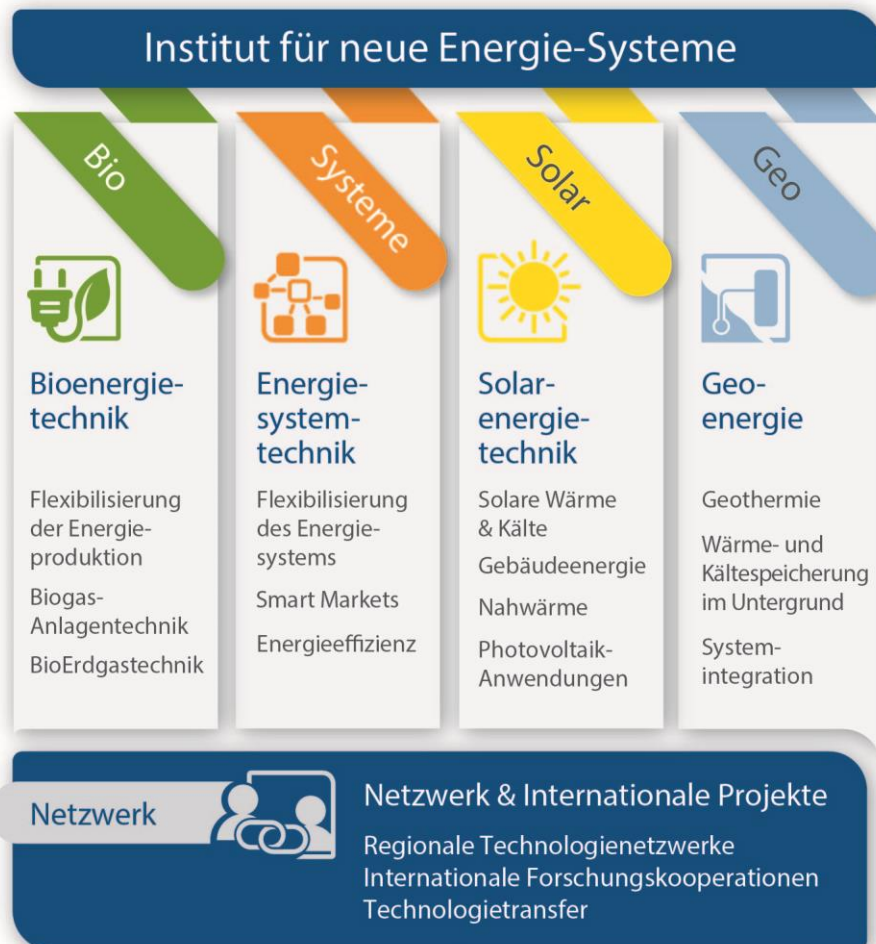 Institut für neue Energie-Systeme
Bio
Bioenergie-
technik
Flexibilisierung
der Energie-
produktion
Biogas-
Anlagentechnik
BioErdgastechnik
Systeme
Energie-
system-
technik
Flexibilisierung
des Energie-
systems
Smart Markets
Energieeffizienz
Solar
Solar-
energie-
technik
Solare Wärme
& Kälte
Gebäudeenergie
Nahwärme
Photovoltaik-
Anwendungen
Geo
Geo-
energie
Geothermie
Wärme- und
Kältespeicherung
im Untergrund
System-
integration
Netzwerk
Netzwerk & Internationale Projekte
Regionale Technologienetzwerke
Internationale Forschungskooperationen
Technologietransfer